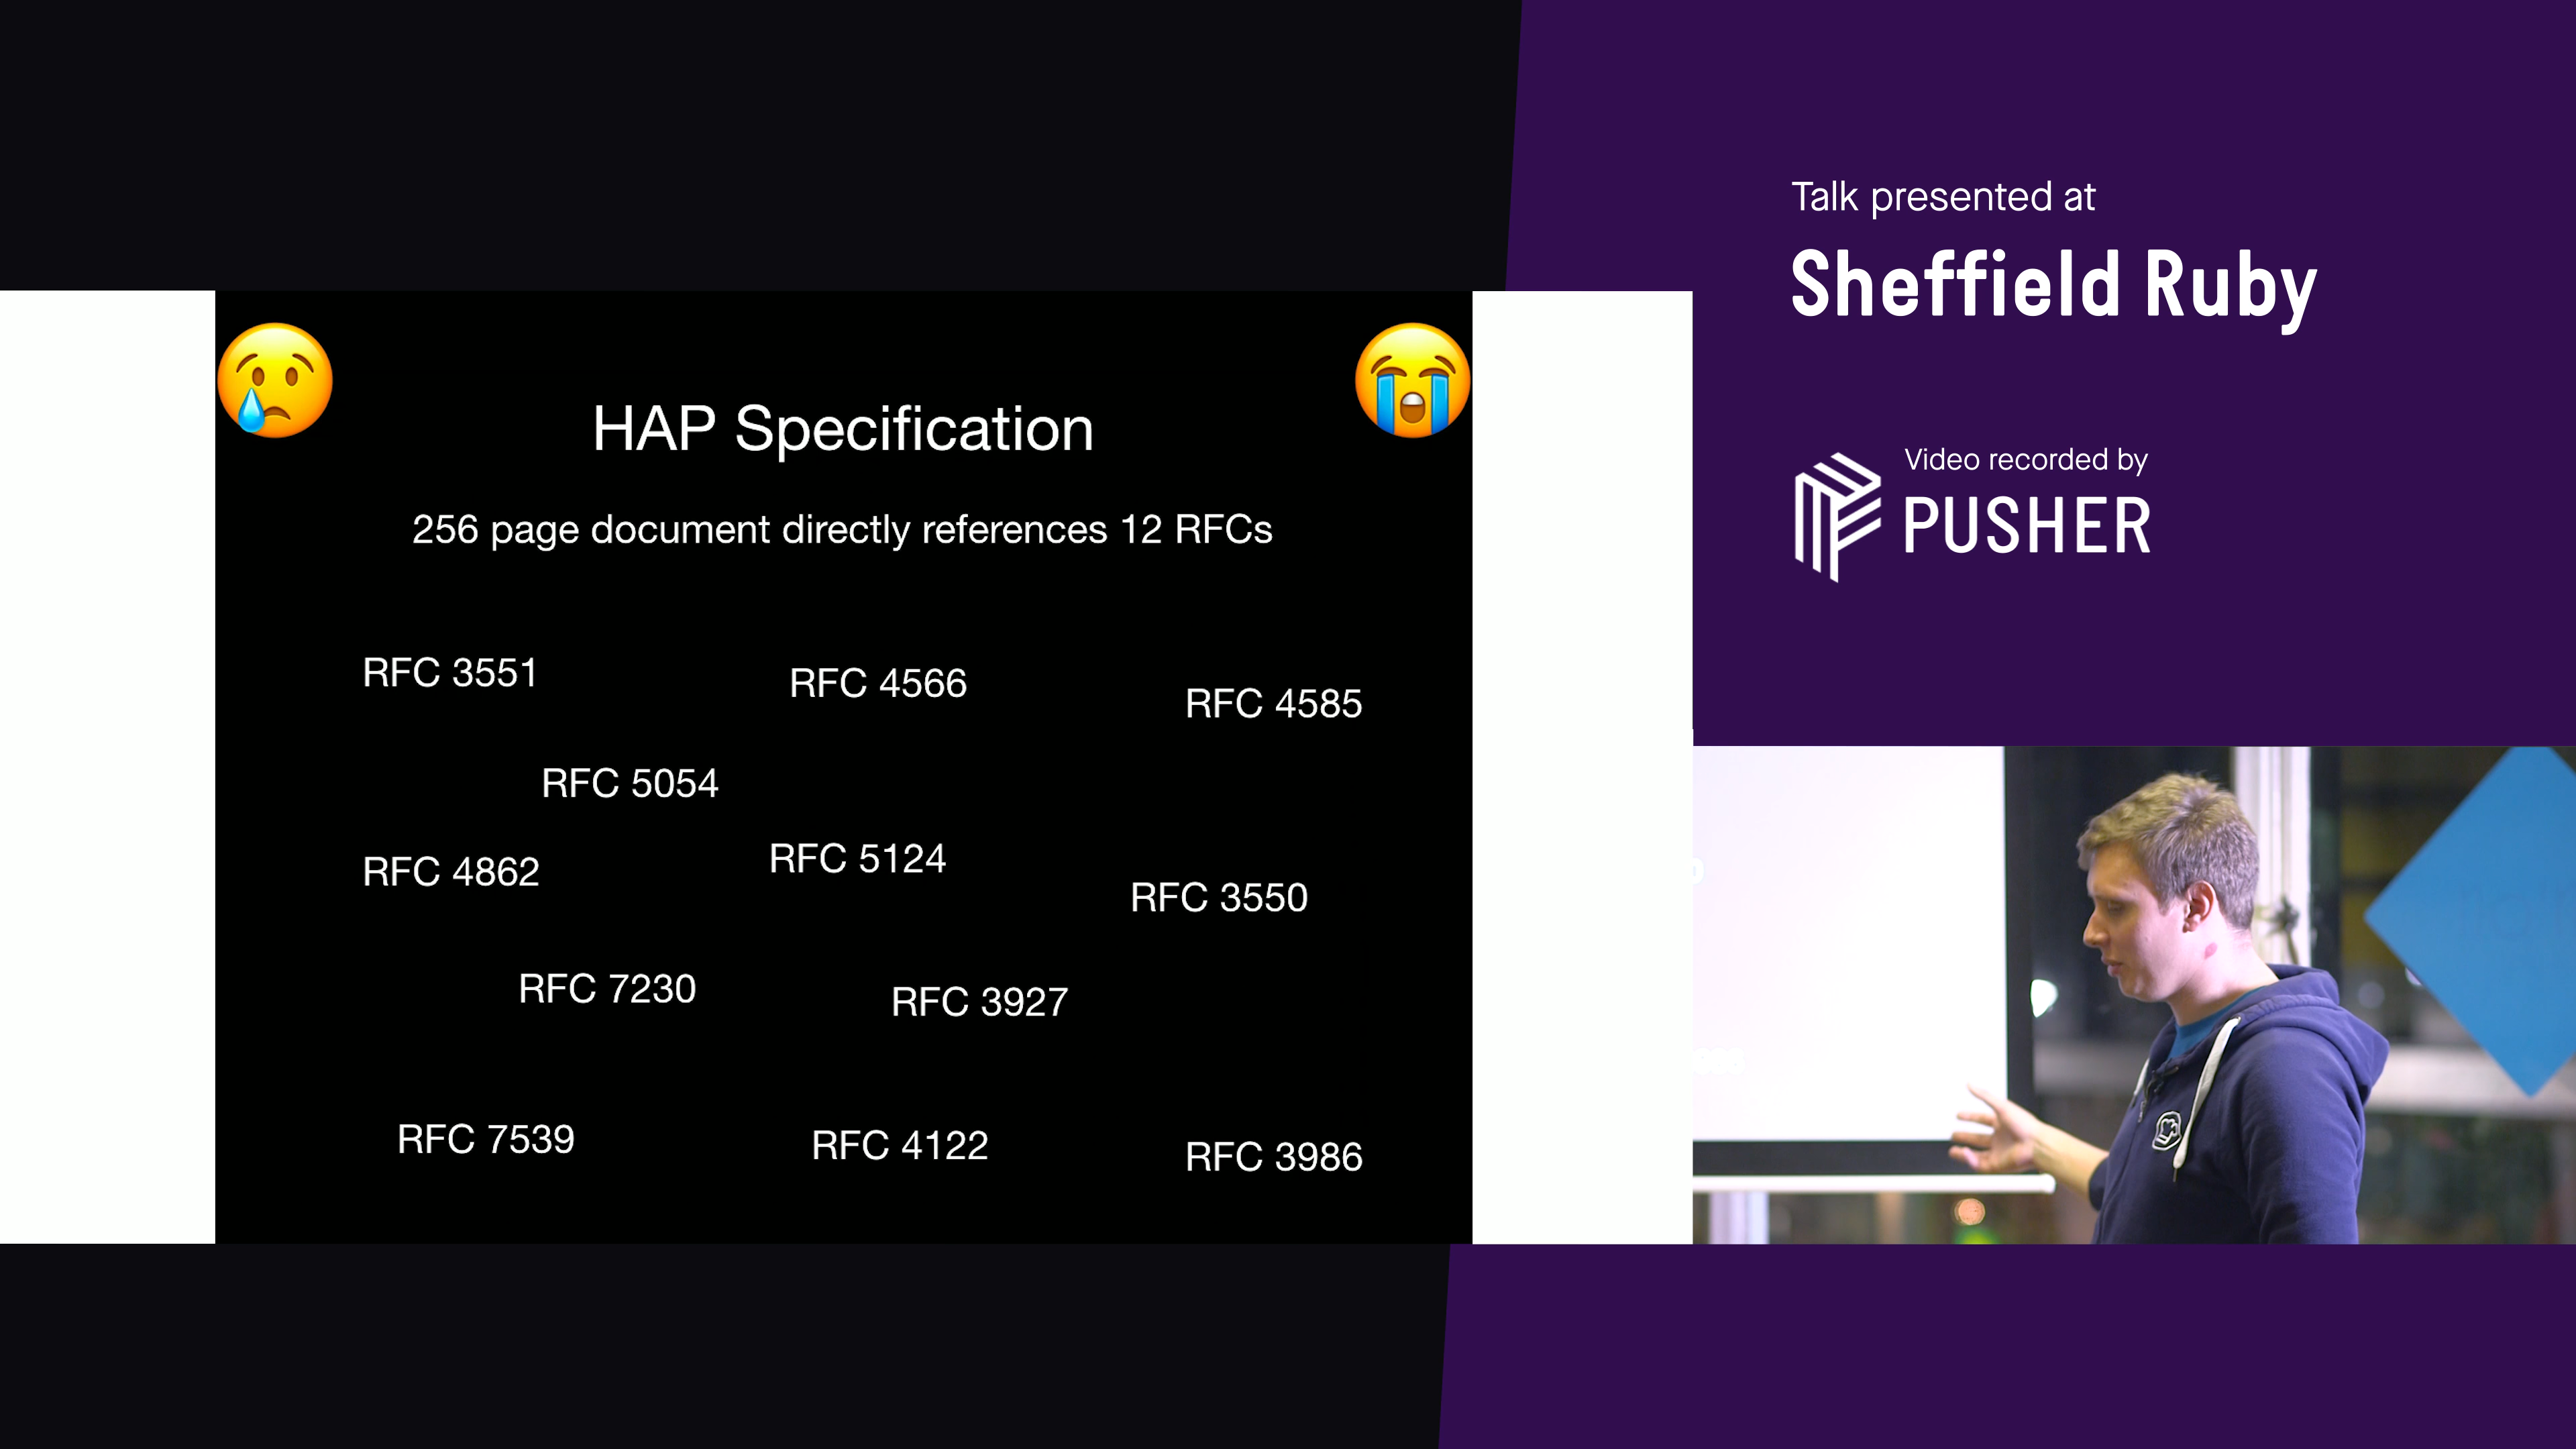 HAP Specification
256 page document directly references 12 RFCs
RFC 3551
RFC 4566
RFC 4585
RFC 5054
RFC 4862
RFC 5124
RFC 3550
RFC 7230
RFC 3927
RFC 7539
RFC 4122
RFC 3986
Talk presented at
Sheffield Ruby
Video recorded by
PUSHER